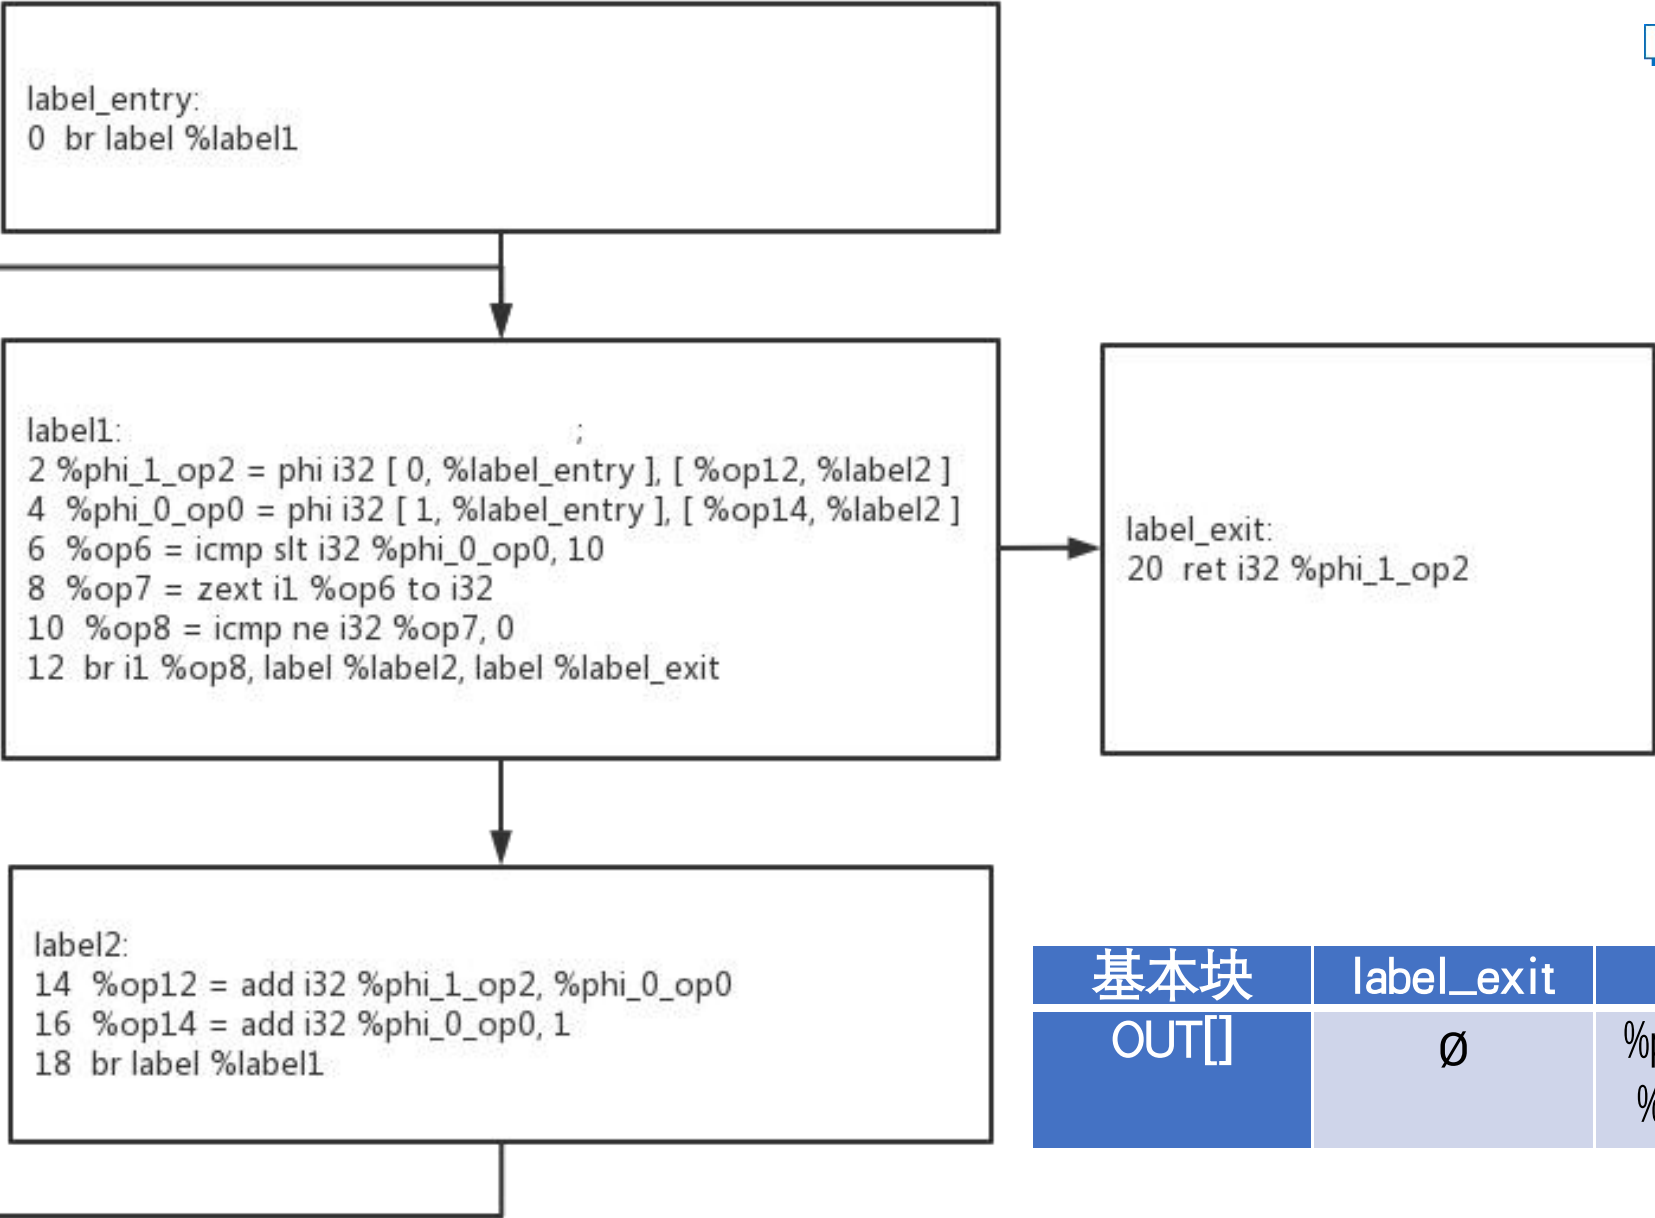 label_entry:
0 br label %label1
label1: ;
2 %phi_1_op2 = phi i32 [ 0, %label_entry ], [ %op12, %label2 ]
4 %phi_0_op0 = phi i32 [ 1, %label_entry ], [ %op14, %label2 ]
6 %op6 = icmp slt i32 %phi_0_op0, 10
8 %op7 = zext i1 %op6 to i32
10 %op8 = icmp ne i32 %op7, 0
12 br i1 %op8, label %label2, label %label_exit
label_exit:
20 ret i32 %phi_1_op2
label2:
14 %op12 = add i32 %phi_1_op2, %phi_0_op0
16 %op14 = add i32 %phi_0_op0, 1
18 br label %label1
基本块 label_exit
OUT[] Ø